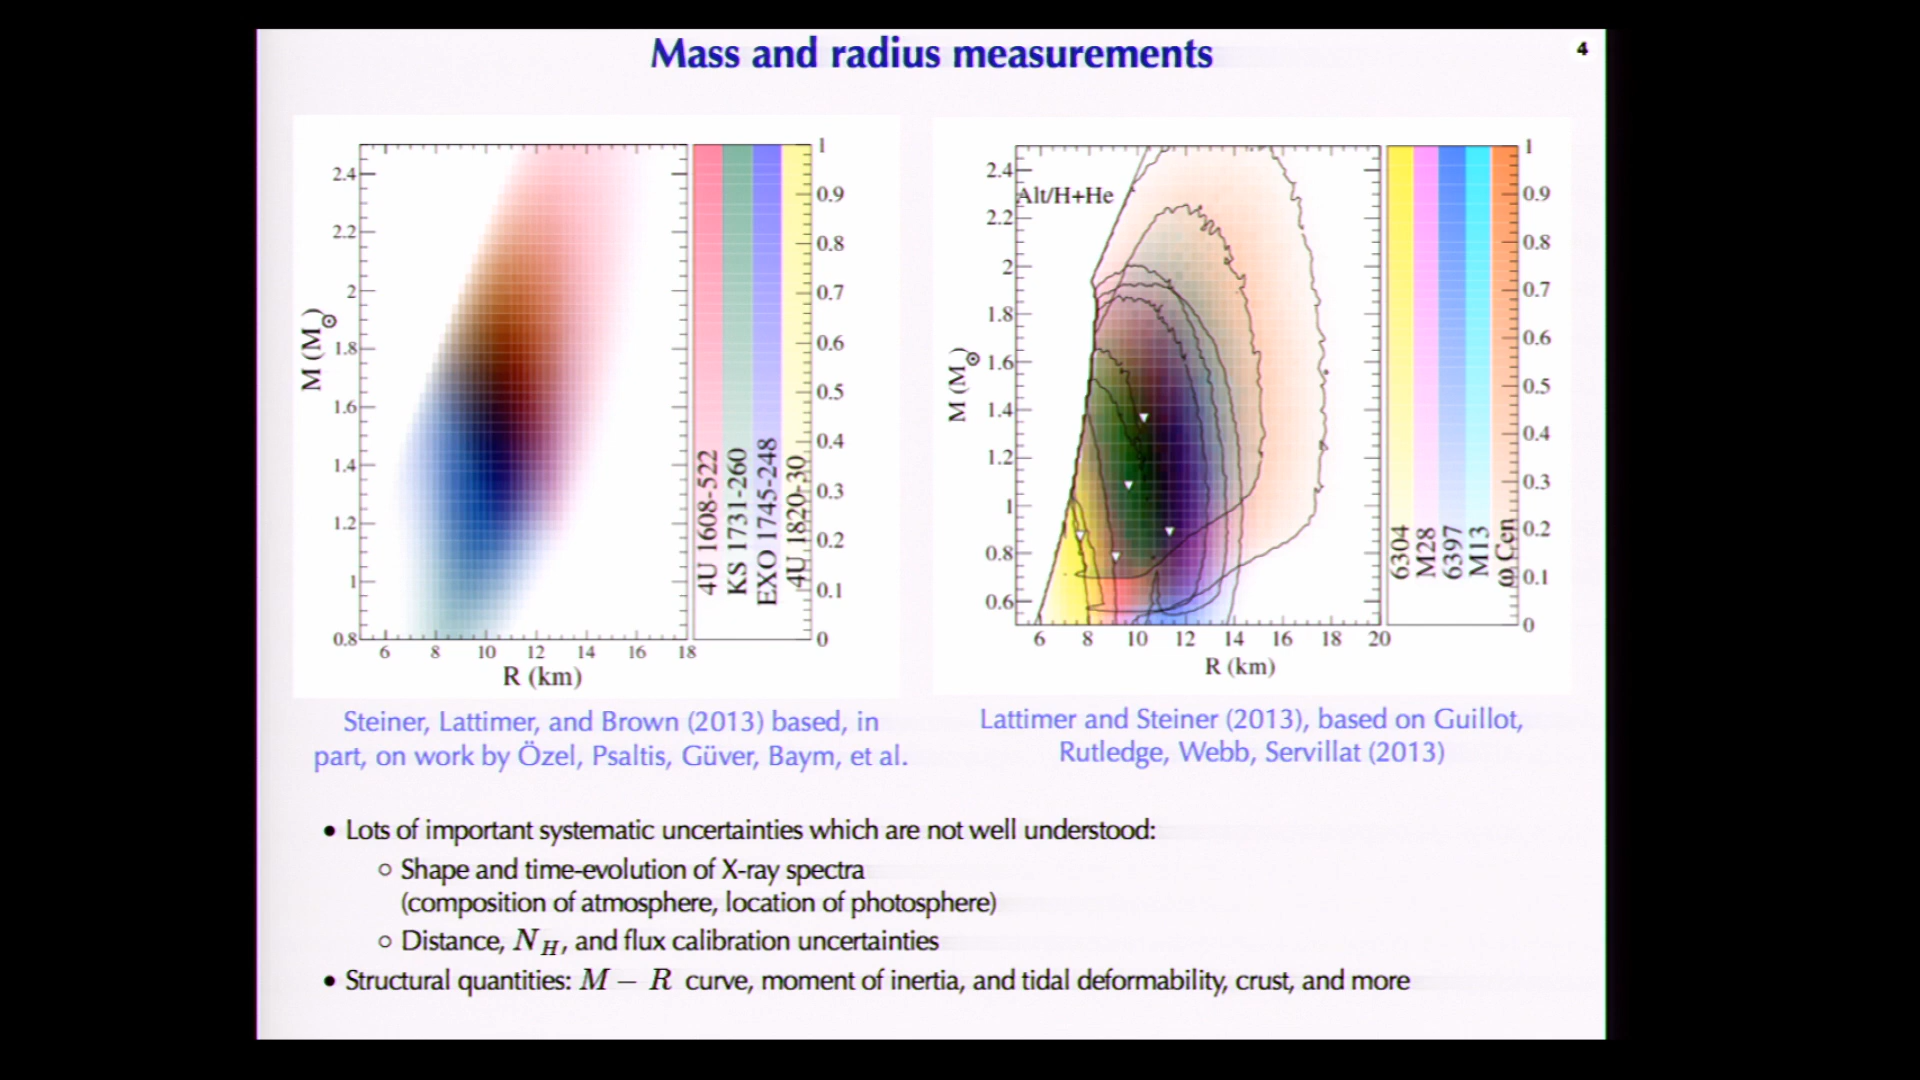 Mass and radius measurements
4
2.4
2.2
2
1.8
1.6
1.4
1.2
1
0.8
M (M⊙)
6 8 10 12 14 16 18
R (km)
4U 1608-522
KS 1731-260
EXO 1745-248
4U 1820-30
1
0.9
0.8
0.7
0.6
0.5
0.4
0.3
0.2
0.1
0
Alt/H+He
2.4
2.2
2
1.8
1.6
1.4
1.2
1
0.8
0.6
M (M⊙)
6 8 10 12 14 16 18 20
R (km)
6304
M28
6397
M13
ω Cen
1
0.9
0.8
0.7
0.6
0.5
0.4
0.3
0.2
0.1
0
Steiner, Lattimer, and Brown (2013) based, in
part, on work by Özel, Psaltis, Güver, Baym, et al.
Lattimer and Steiner (2013), based on Guillot,
Rutledge, Webb, Servillat (2013)
• Lots of important systematic uncertainties which are not well understood:
○ Shape and time-evolution of X-ray spectra
(composition of atmosphere, location of photosphere)
○ Distance, N_H, and flux calibration uncertainties
• Structural quantities: M − R curve, moment of inertia, and tidal deformability, crust, and more